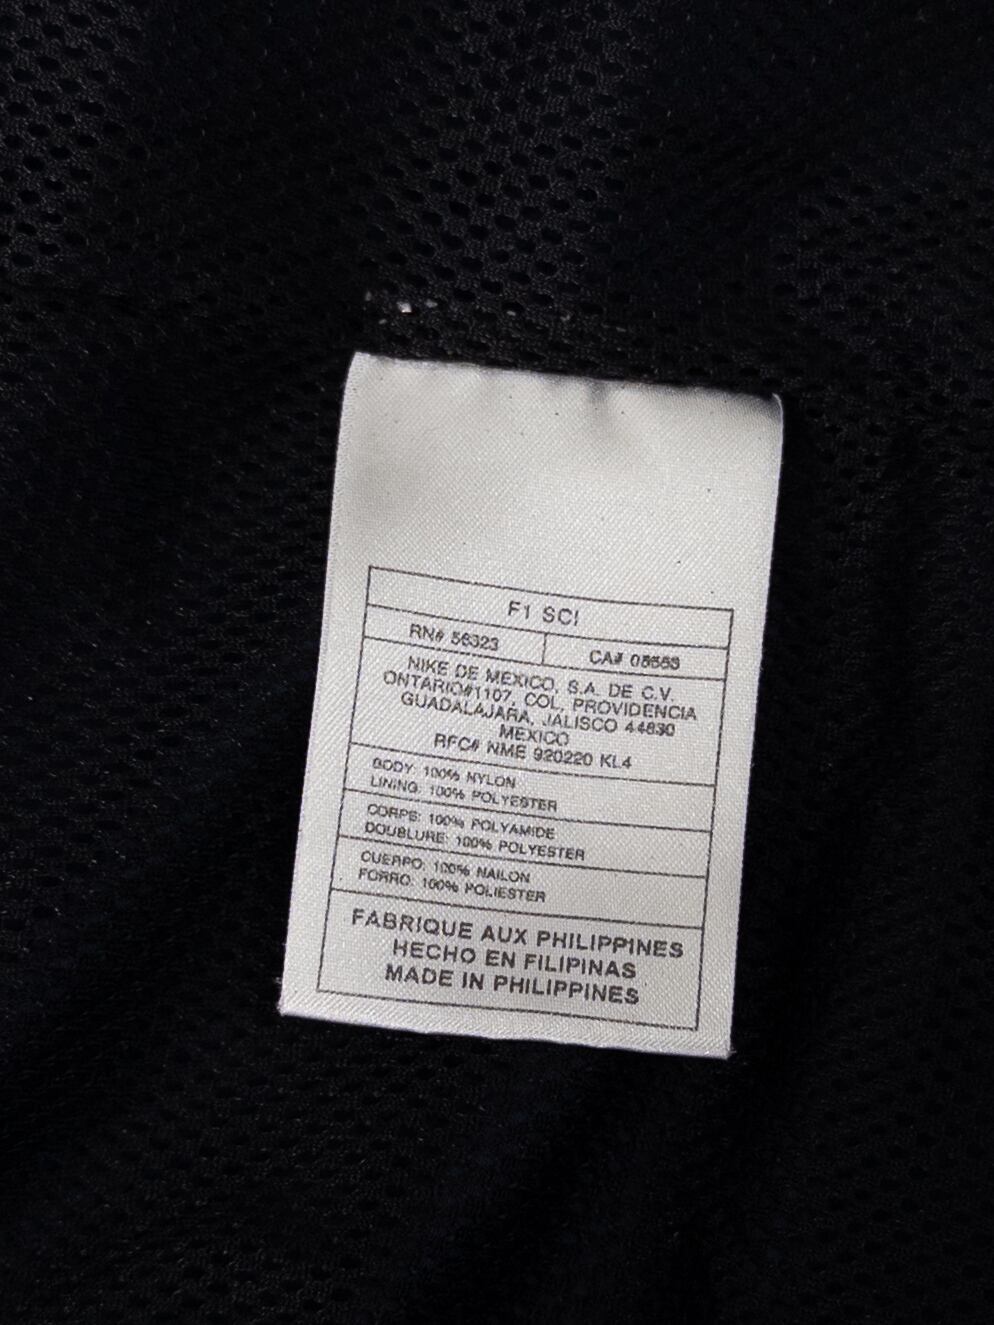 F1 SCI
RN# 56323 CA# 05553
NIKE DE MEXICO, S.A. DE C.V.
ONTARIO#1107, COL. PROVIDENCIA
GUADALAJARA, JALISCO 44630
MEXICO
RFC# NME 920220 KL4
BODY: 100% NYLON
LINING: 100% POLYESTER
CORPS: 100% POLYAMIDE
DOUBLURE: 100% POLYESTER
CUERPO: 100% NAILON
FORRO: 100% POLIESTER
FABRIQUE AUX PHILIPPINES
HECHO EN FILIPINAS
MADE IN PHILIPPINES